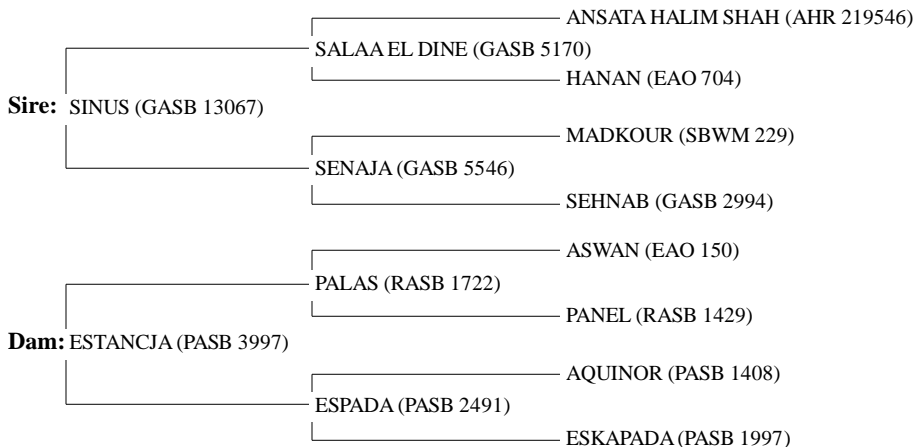 ANSATA HALIM SHAH (AHR 219546)
SALAA EL DINE (GASB 5170)
HANAN (EAO 704)
Sire: SINUS (GASB 13067)
MADKOUR (SBWM 229)
SENAJA (GASB 5546)
SEHNAB (GASB 2994)
ASWAN (EAO 150)
PALAS (RASB 1722)
PANEL (RASB 1429)
Dam: ESTANCJA (PASB 3997)
AQUINOR (PASB 1408)
ESPADA (PASB 2491)
ESKAPADA (PASB 1997)